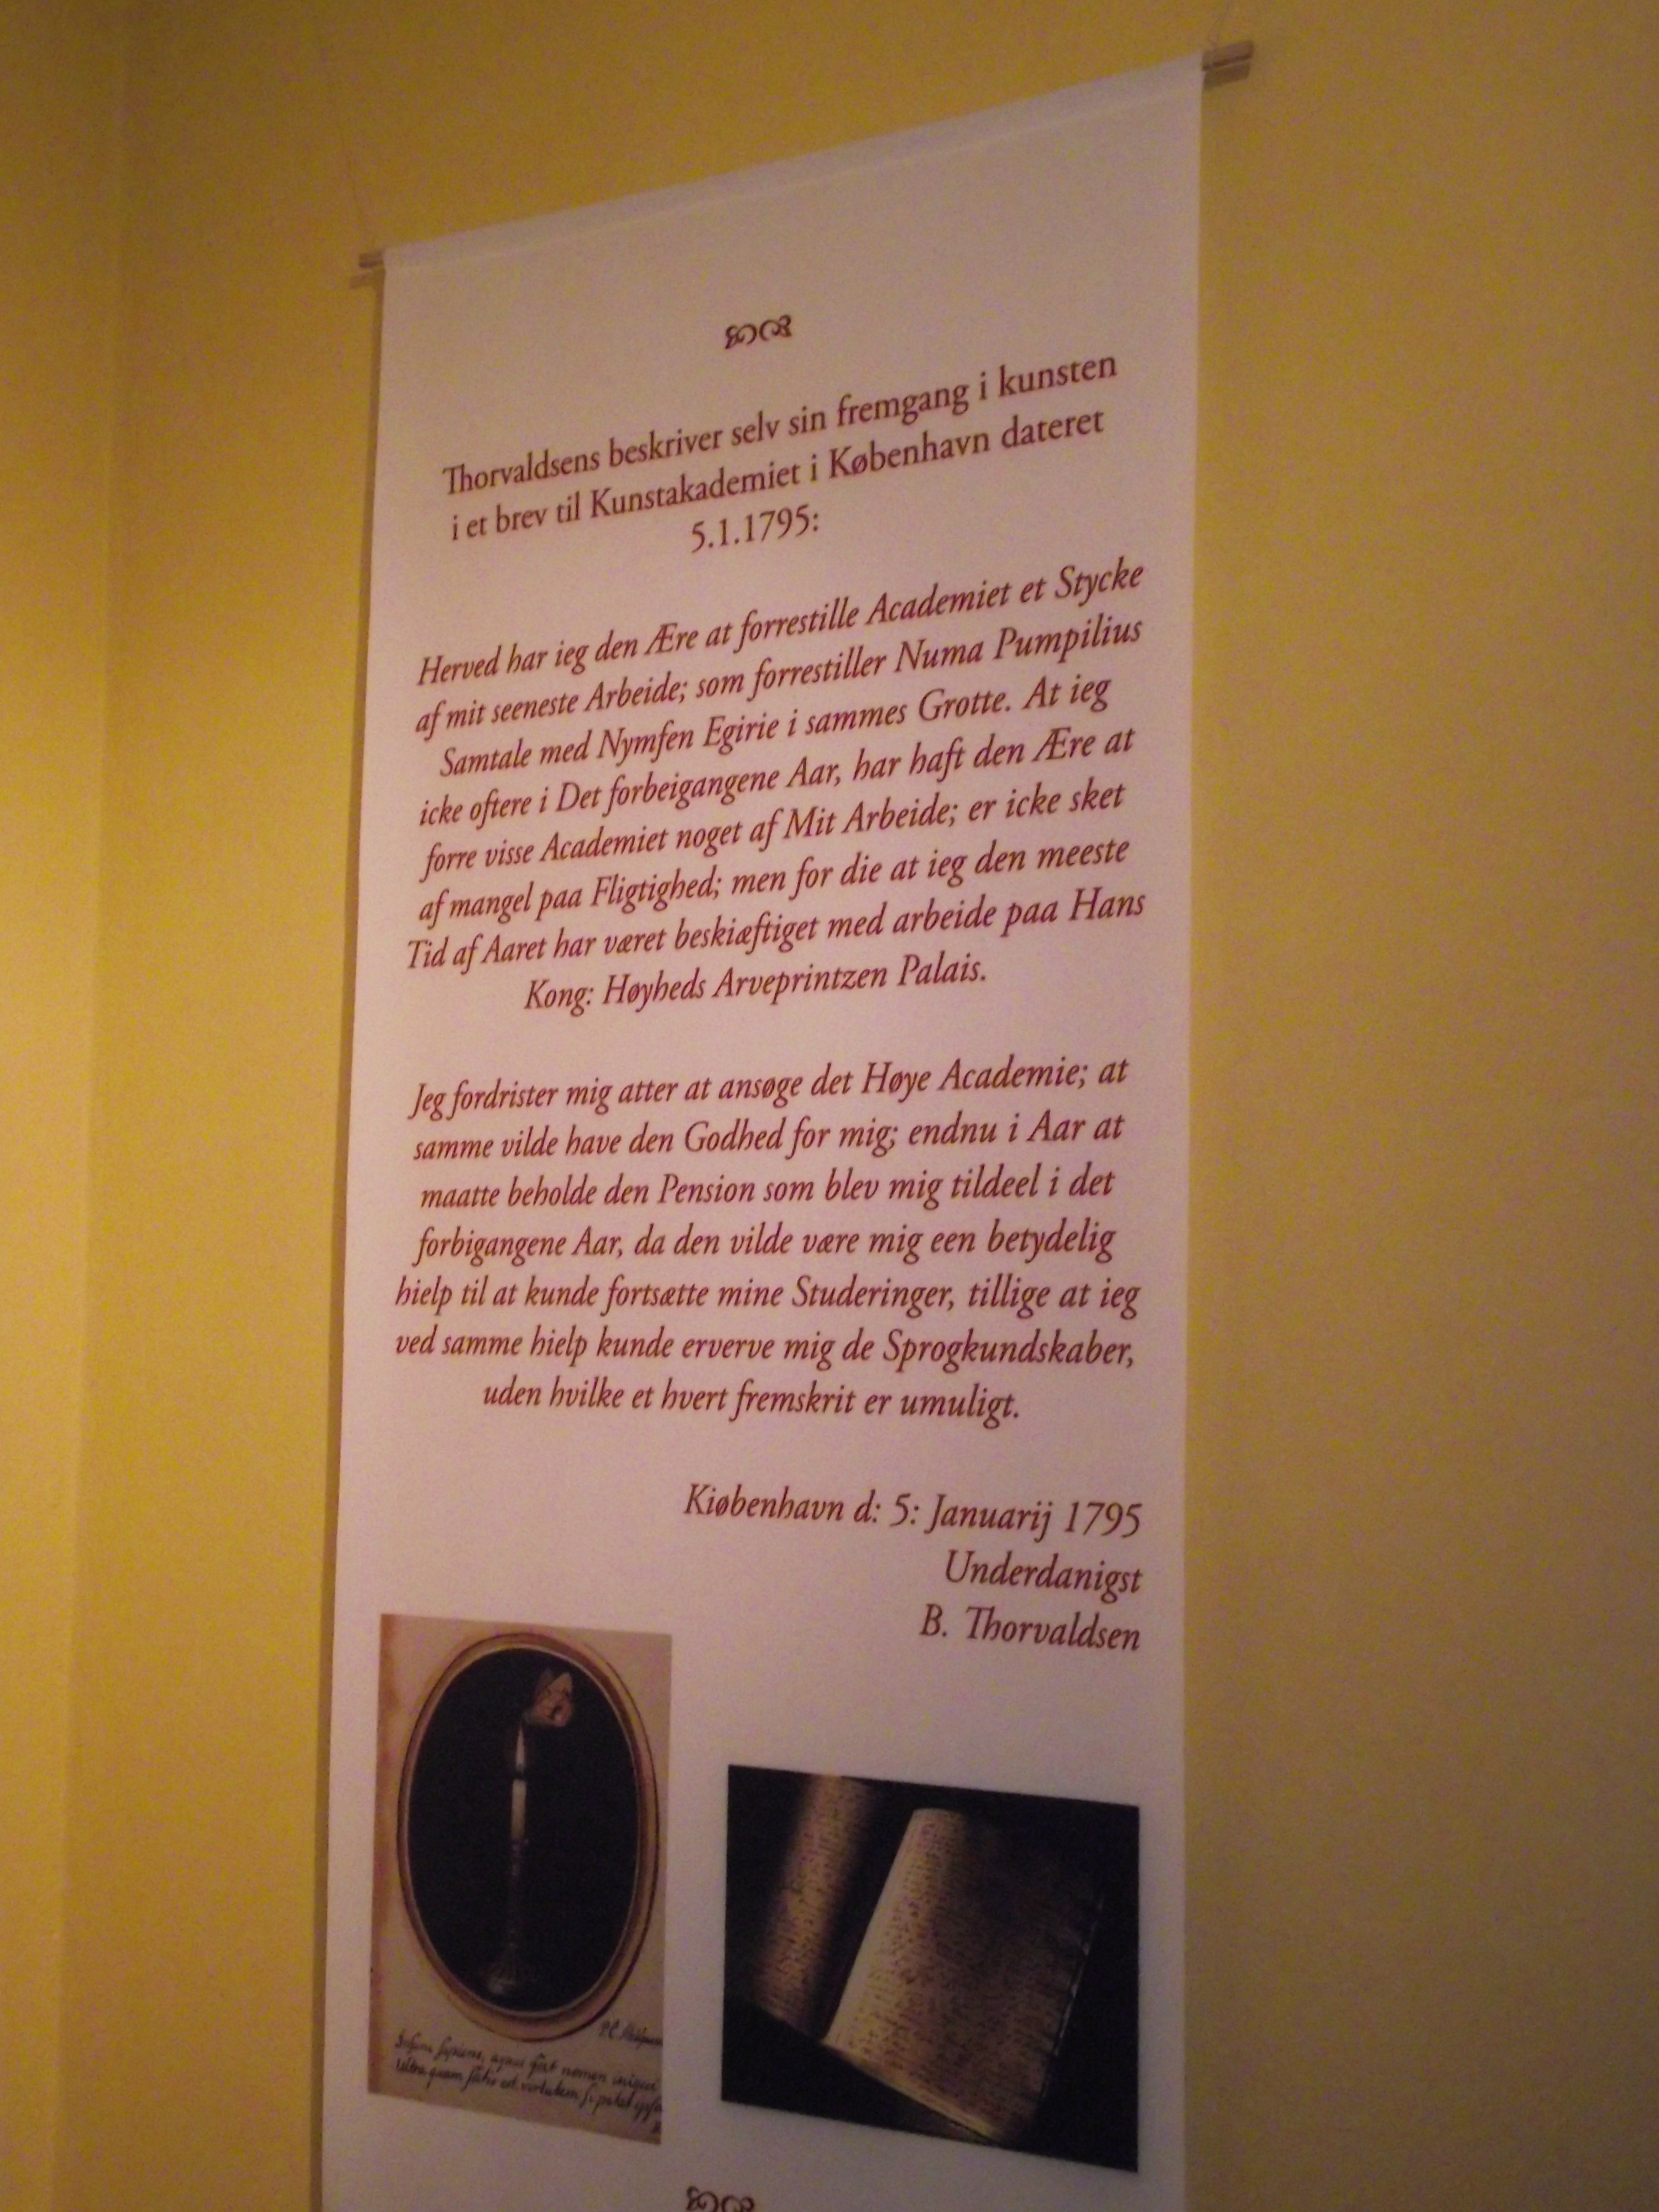 Thorvaldsens beskriver selv sin fremgang i kunsten
i et brev til Kunstakademiet i København dateret
5.1.1795:
Herved har ieg den Ære at forrestille Academiet et Stycke
af mit seeneste Arbeide; som forrestiller Numa Pumpilius
Samtale med Nymfen Egirie i sammes Grotte. At ieg
icke oftere i Det forbeigangene Aar, har haft den Ære at
forre visse Academiet noget af Mit Arbeide; er icke sket
af mangel paa Fligtighed; men for die at ieg den meeste
Tid af Aaret har været beskiæftiget med arbeide paa Hans
Kong: Høyheds Arveprintzen Palais.
Jeg fordrister mig atter at ansøge det Høye Academie; at
samme vilde have den Godhed for mig; endnu i Aar at
maatte beholde den Pension som blev mig tildeel i det
forbigangene Aar, da den vilde være mig een betydelig
hielp til at kunde fortsætte mine Studeringer, tillige at ieg
ved samme hielp kunde erverve mig de Sprogkundskaber,
uden hvilke et hvert fremskrit er umuligt.
Kiøbenhavn d: 5: Januarij 1795
Underdanigst
B. Thorvaldsen
nomen
ultra quam satis est virtutem si